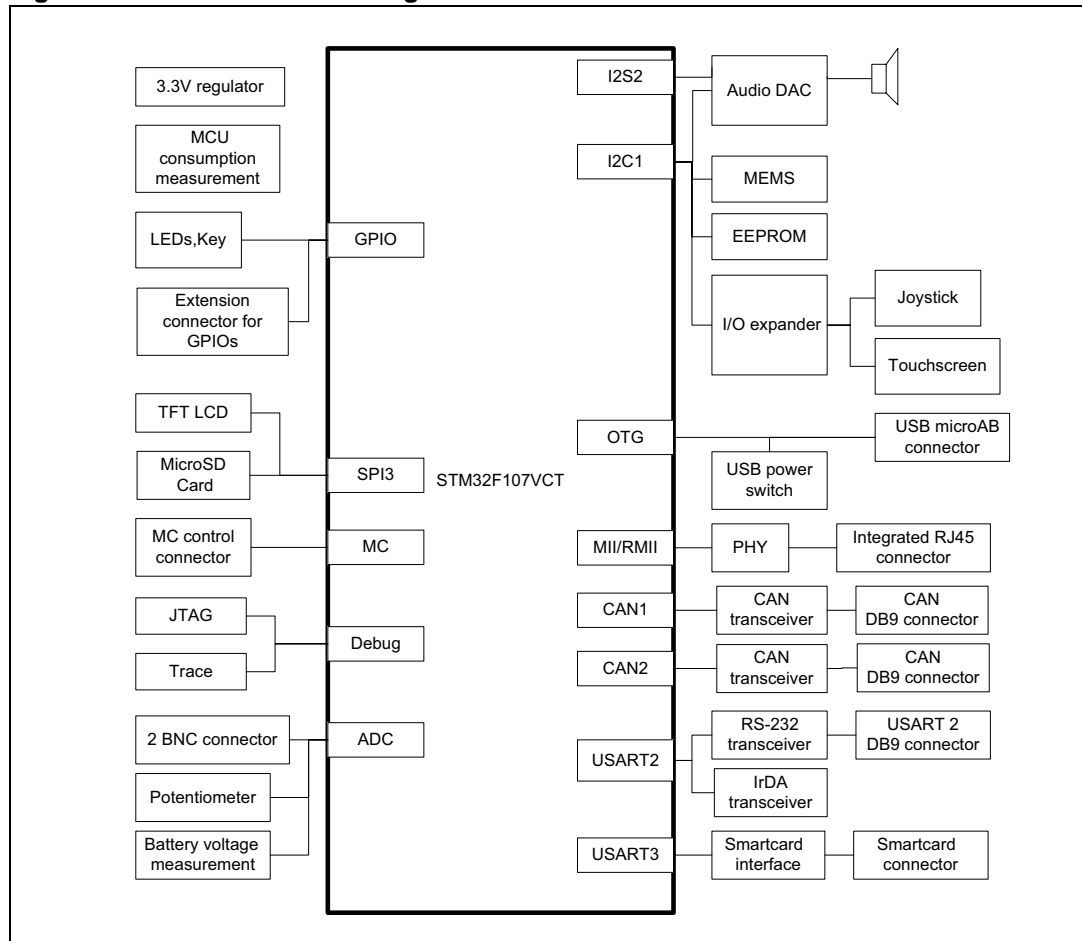 3.3V regulator
MCU
consumption
measurement
LEDs,Key
Extension
connector for
GPIOs
TFT LCD
MicroSD
Card
MC control
connector
JTAG
Trace
2 BNC connector
Potentiometer
Battery voltage
measurement
GPIO
SPI3
MC
Debug
ADC
STM32F107VCT
I2S2
I2C1
OTG
MII/RMII
CAN1
CAN2
USART2
USART3
Audio DAC
MEMS
EEPROM
I/O expander
Joystick
Touchscreen
USB microAB
connector
USB power
switch
PHY
Integrated RJ45
connector
CAN
transceiver
CAN
DB9 connector
CAN
transceiver
CAN
DB9 connector
RS-232
transceiver
USART 2
DB9 connector
IrDA
transceiver
Smartcard
interface
Smartcard
connector